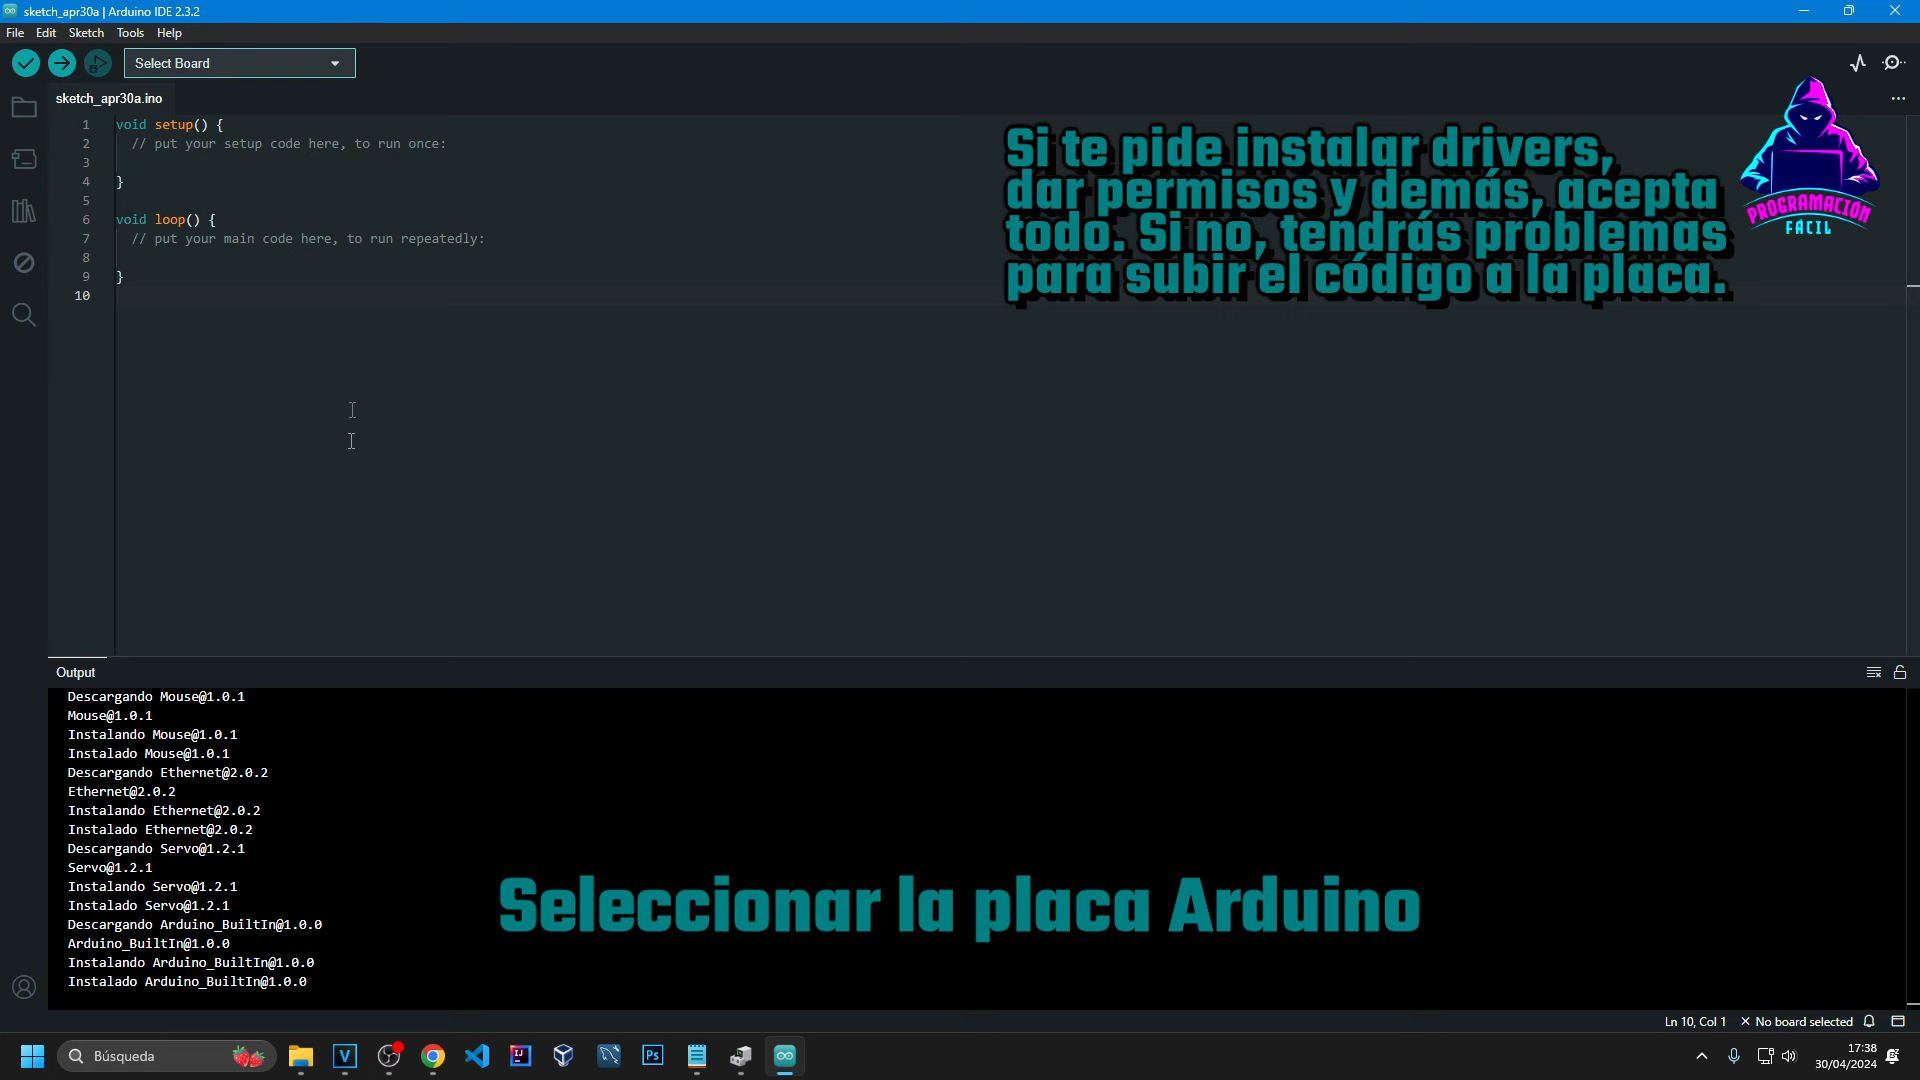 sketch_apr30a | Arduino IDE 2.3.2
File Edit Sketch Tools Help
Select Board
sketch_apr30a.ino
1 void setup() {
2 // put your setup code here, to run once:
3
4 }
5
6 void loop() {
7 // put your main code here, to run repeatedly:
8
9 }
10
Si te pide instalar drivers,
dar permisos y demás, acepta
todo. Si no, tendrás problemas
para subir el código a la placa.
PROGRAMACIÓN
FÁCIL
Output
Descargando Mouse@1.0.1
Mouse@1.0.1
Instalando Mouse@1.0.1
Instalado Mouse@1.0.1
Descargando Ethernet@2.0.2
Ethernet@2.0.2
Instalando Ethernet@2.0.2
Instalado Ethernet@2.0.2
Descargando Servo@1.2.1
Servo@1.2.1
Instalando Servo@1.2.1
Instalado Servo@1.2.1
Descargando Arduino_BuiltIn@1.0.0
Arduino_BuiltIn@1.0.0
Instalando Arduino_BuiltIn@1.0.0
Instalado Arduino_BuiltIn@1.0.0
Seleccionar la placa Arduino
Ln 10, Col 1 × No board selected
Búsqueda
V
IJ
Ps
17:38
30/04/2024